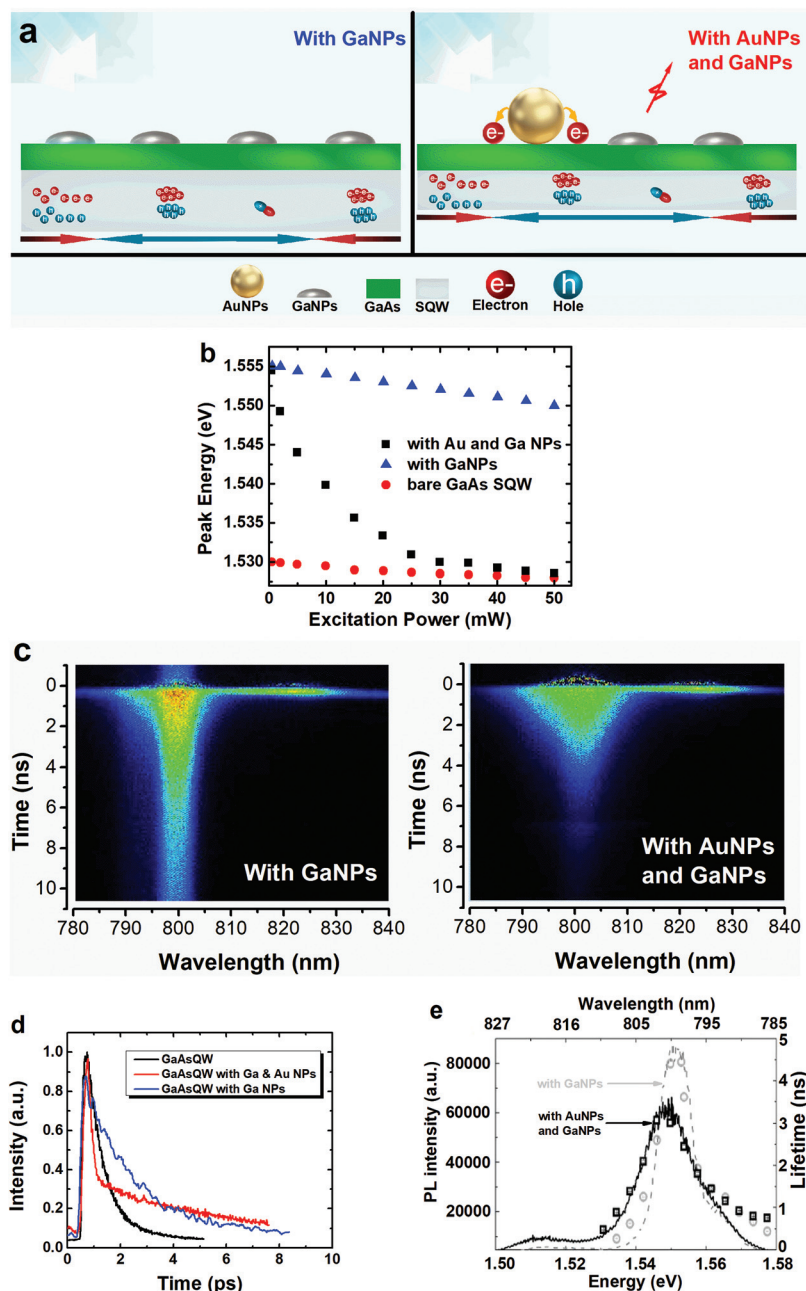 a
With GaNPs
With AuNPs
and GaNPs
e-
e-
AuNPs
GaNPs
GaAs
SQW
e-
Electron
h
Hole
b
Peak Energy (eV)
1.555
1.550
1.545
1.540
1.535
1.530
with Au and Ga NPs
with GaNPs
bare GaAs SQW
0 10 20 30 40 50
Excitation Power (mW)
c
Time (ns)
0
2
4
6
8
10
With GaNPs
780 790 800 810 820 830 840
Wavelength (nm)
Time (ns)
0
2
4
6
8
10
With AuNPs
and GaNPs
780 790 800 810 820 830 840
Wavelength (nm)
d
Intensity (a.u.)
1.0
0.8
0.6
0.4
0.2
0.0
GaAsQW
GaAsQW with Ga & Au NPs
GaAsQW with Ga NPs
0 2 4 6 8 10
Time (ps)
e
Wavelength (nm)
827 816 805 795 785
PL intensity (a.u.)
80000
60000
40000
20000
with GaNPs
with AuNPs
and GaNPs
5
4
3
2
1
0
Lifetime (ns)
1.50 1.52 1.54 1.56 1.58
Energy (eV)